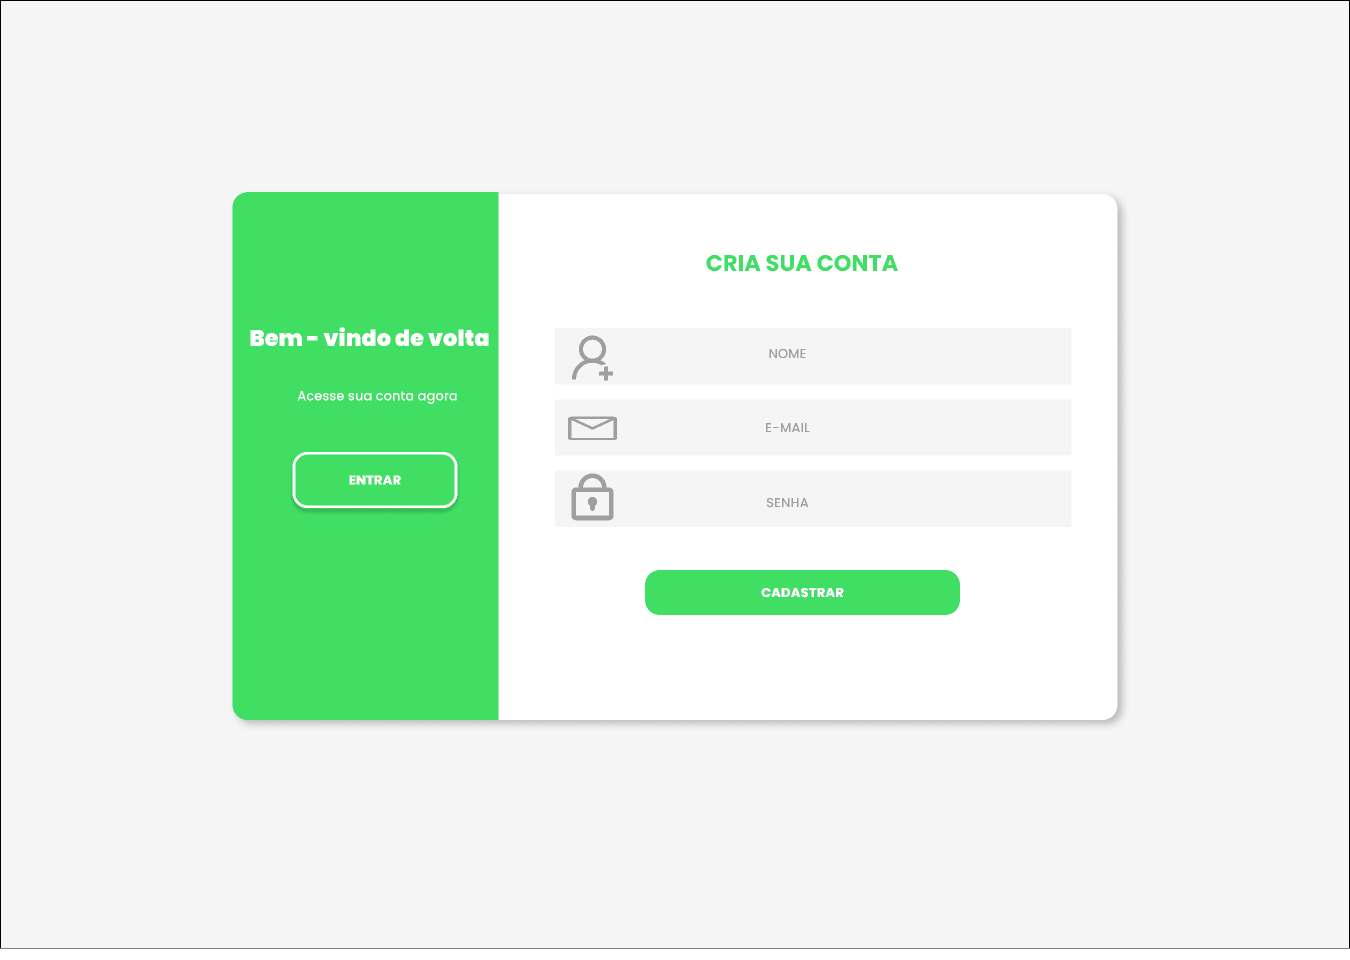 Bem - vindo de volta
Acesse sua conta agora
ENTRAR
CRIA SUA CONTA
NOME
E-MAIL
SENHA
CADASTRAR